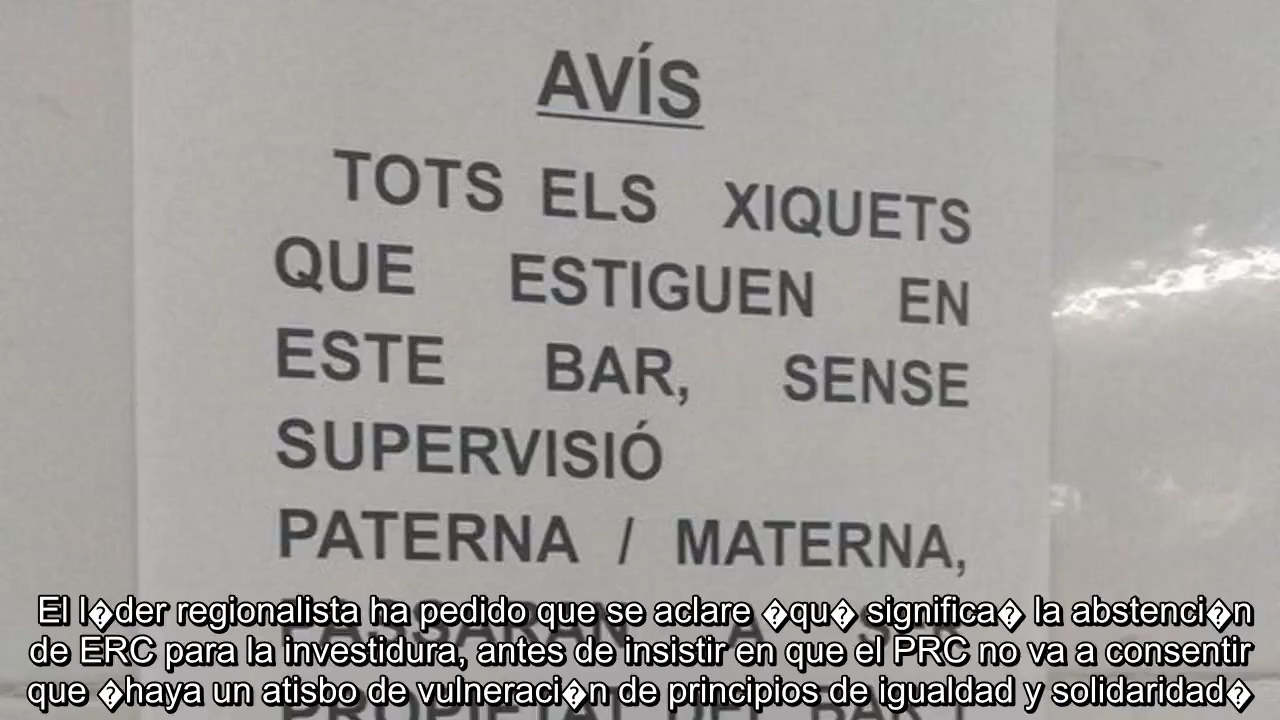 AVÍS
TOTS ELS XIQUETS
QUE ESTIGUEN EN
ESTE BAR, SENSE
SUPERVISIÓ
PATERNA / MATERNA,
El l�der regionalista ha pedido que se aclare �qu� significa� la abstenci�n
de ERC para la investidura, antes de insistir en que el PRC no va a consentir
que �haya un atisbo de vulneraci�n de principios de igualdad y solidaridad�